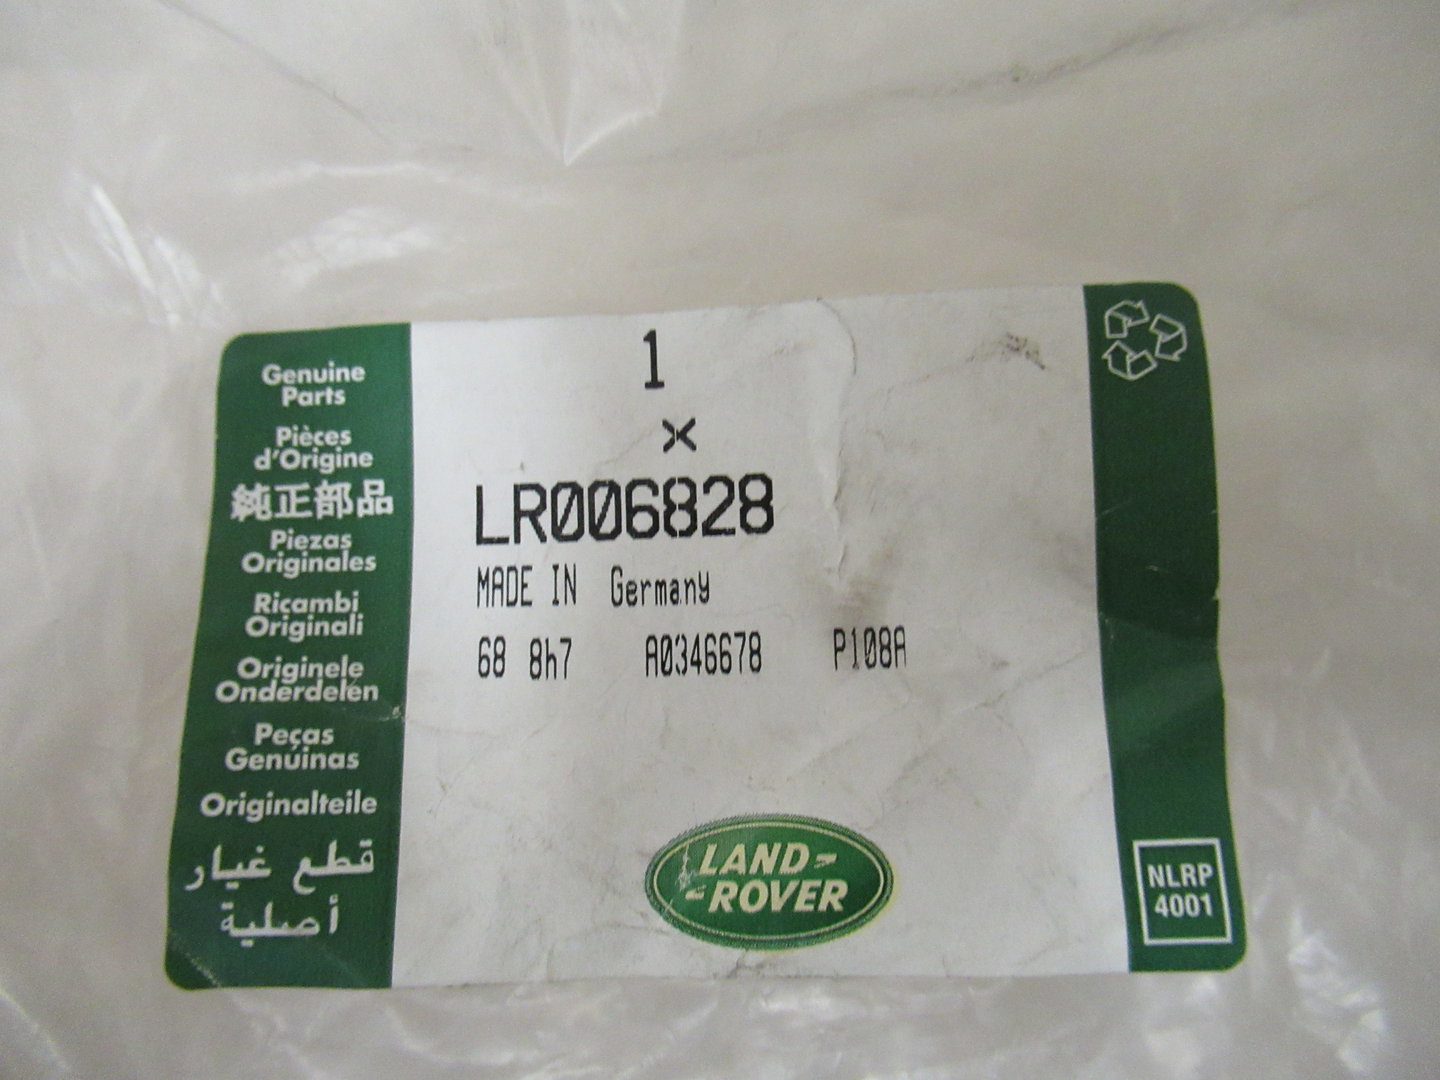 Genuine
Parts
Pièces
d'Origine
純正部品
Piezas
Originales
Ricambi
Originali
Originele
Onderdelen
Peças
Genuinas
Originalteile
قطع غيار
أصلية
1
X
LR006828
MADE IN Germany
68 8h7 A0346678 P108A
LAND-
-ROVER
NLRP
4001